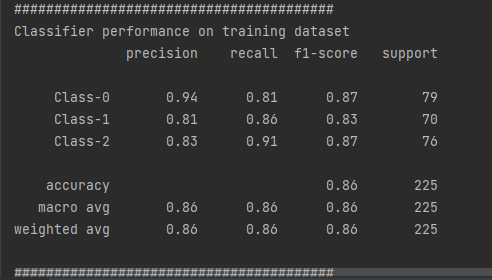 ########################################
Classifier performance on training dataset
precision recall f1-score support
Class-0 0.94 0.81 0.87 79
Class-1 0.81 0.86 0.83 70
Class-2 0.83 0.91 0.87 76
accuracy 0.86 225
macro avg 0.86 0.86 0.86 225
weighted avg 0.86 0.86 0.86 225
########################################